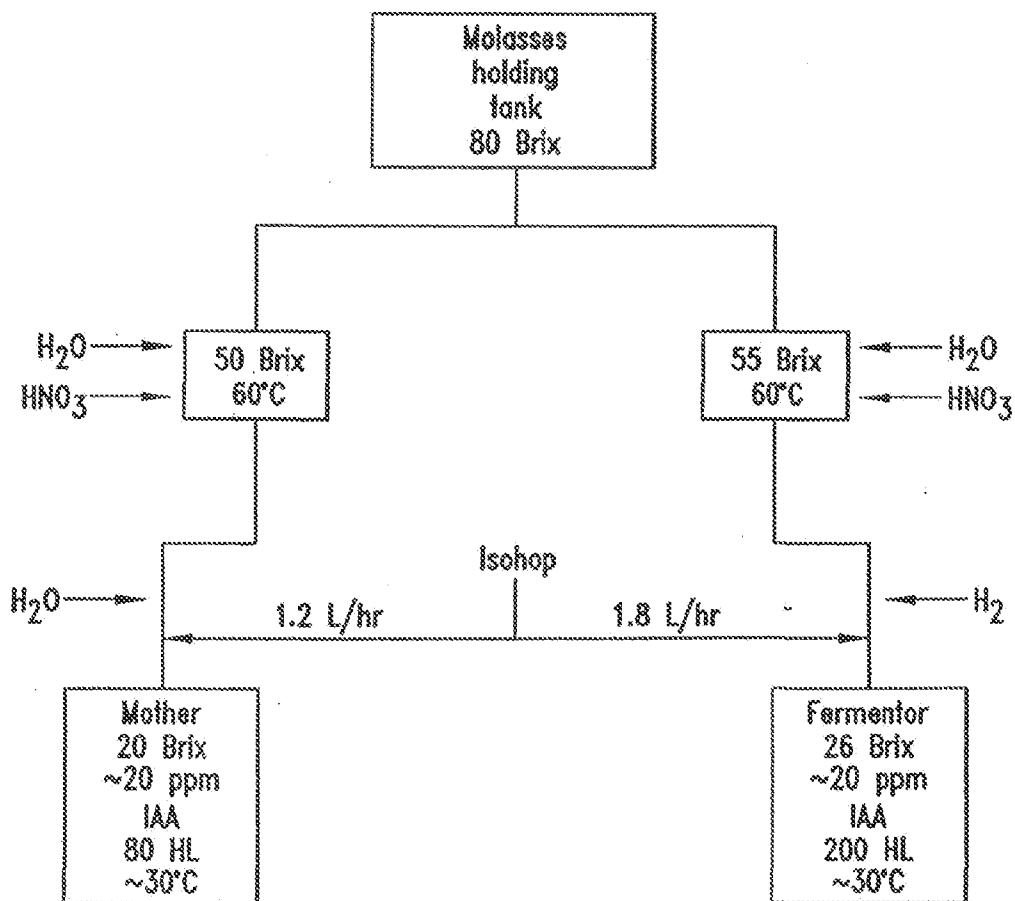 Molasses
holding
tank
80 Brix
H₂O
HNO₃
50 Brix
60°C
55 Brix
60°C
H₂O
HNO₃
Isohop
H₂O
1.2 L/hr
1.8 L/hr
H₂
Mother
20 Brix
~20 ppm
IAA
80 HL
~30°C
Fermentor
26 Brix
~20 ppm
IAA
200 HL
~30°C